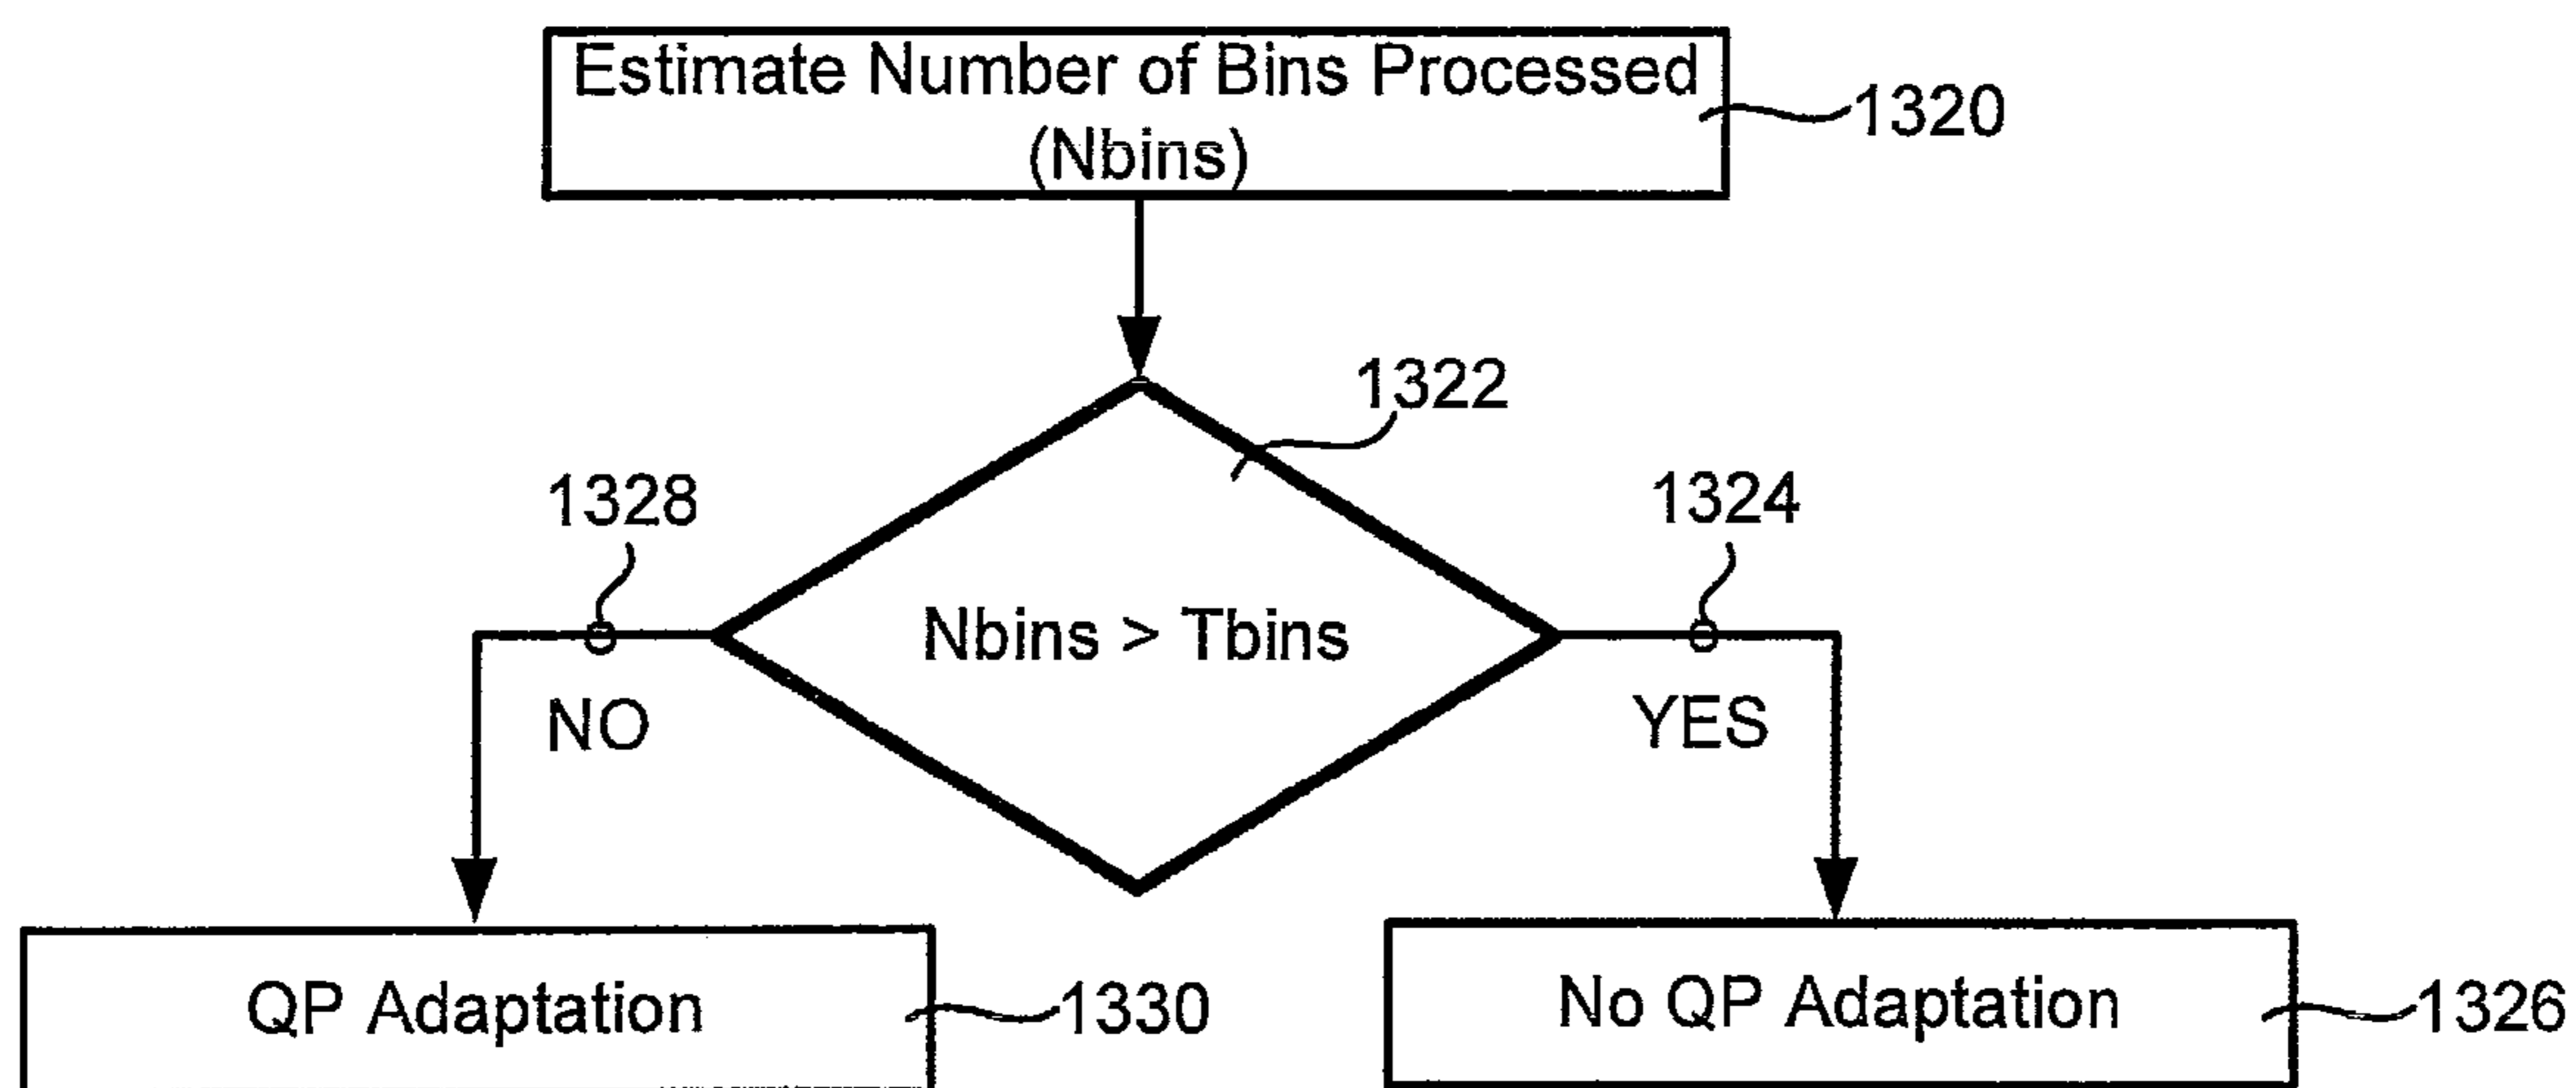 Estimate Number of Bins Processed
(Nbins)
1320
1322
1328
1324
Nbins > Tbins
NO
YES
QP Adaptation
1330
No QP Adaptation
1326